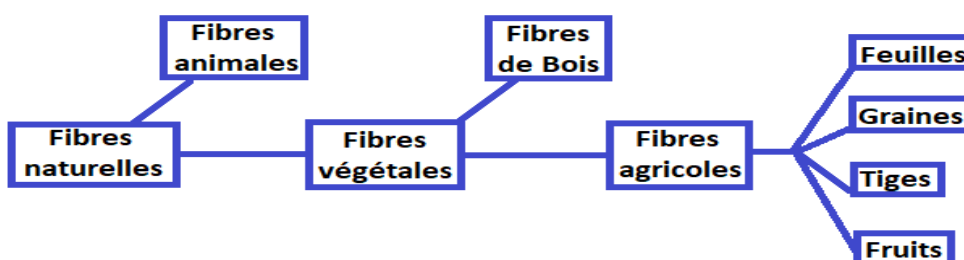 Fibres
animales
Fibres
de Bois
Feuilles
Graines
Fibres
naturelles
Fibres
végétales
Fibres
agricoles
Tiges
Fruits